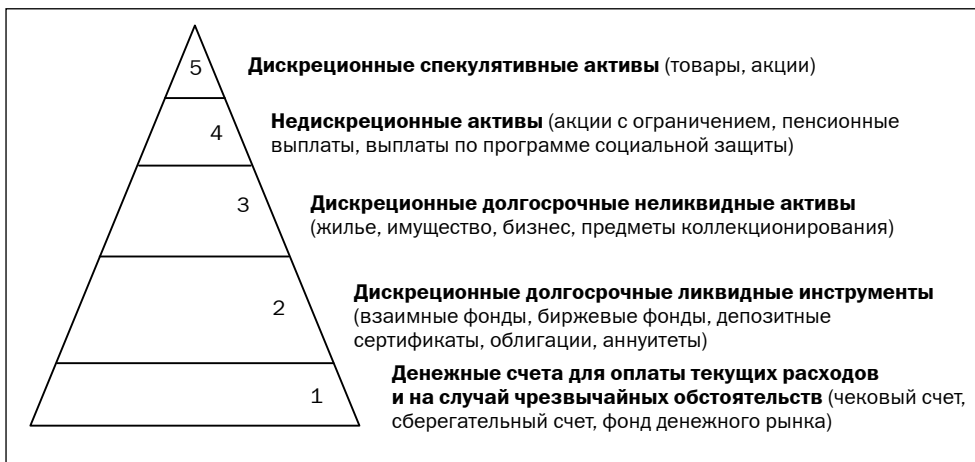 5
Дискреционные спекулятивные активы (товары, акции)
4
Недискреционные активы (акции с ограничением, пенсионные
выплаты, выплаты по программе социальной защиты)
3
Дискреционные долгосрочные неликвидные активы
(жилье, имущество, бизнес, предметы коллекционирования)
2
Дискреционные долгосрочные ликвидные инструменты
(взаимные фонды, биржевые фонды, депозитные
сертификаты, облигации, аннуитеты)
1
Денежные счета для оплаты текущих расходов
и на случай чрезвычайных обстоятельств (чековый счет,
сберегательный счет, фонд денежного рынка)